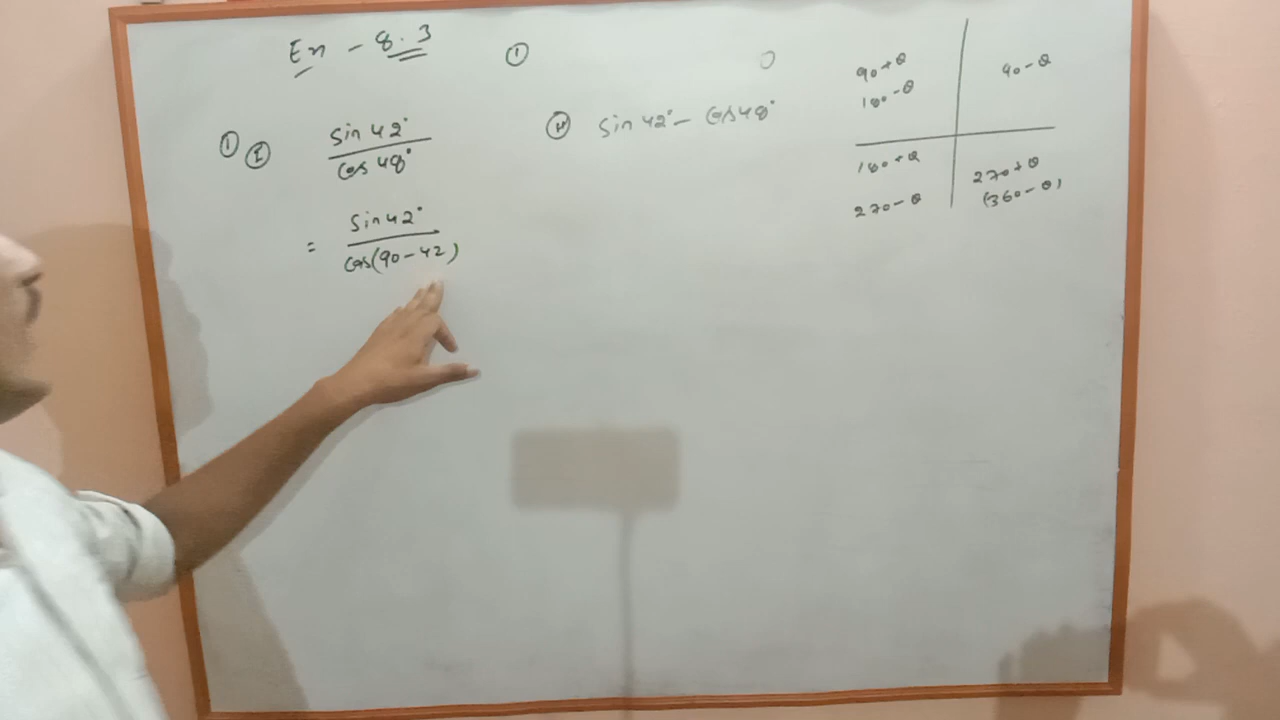 Ex - 8.3
①
① Ⓘ sin 42° / cos 48°
= sin 42° / cos(90-42)
Ⓗ sin 42° - cos 48°
90+θ
180-θ
90-θ
180+θ
270-θ
270+θ
(360-θ)